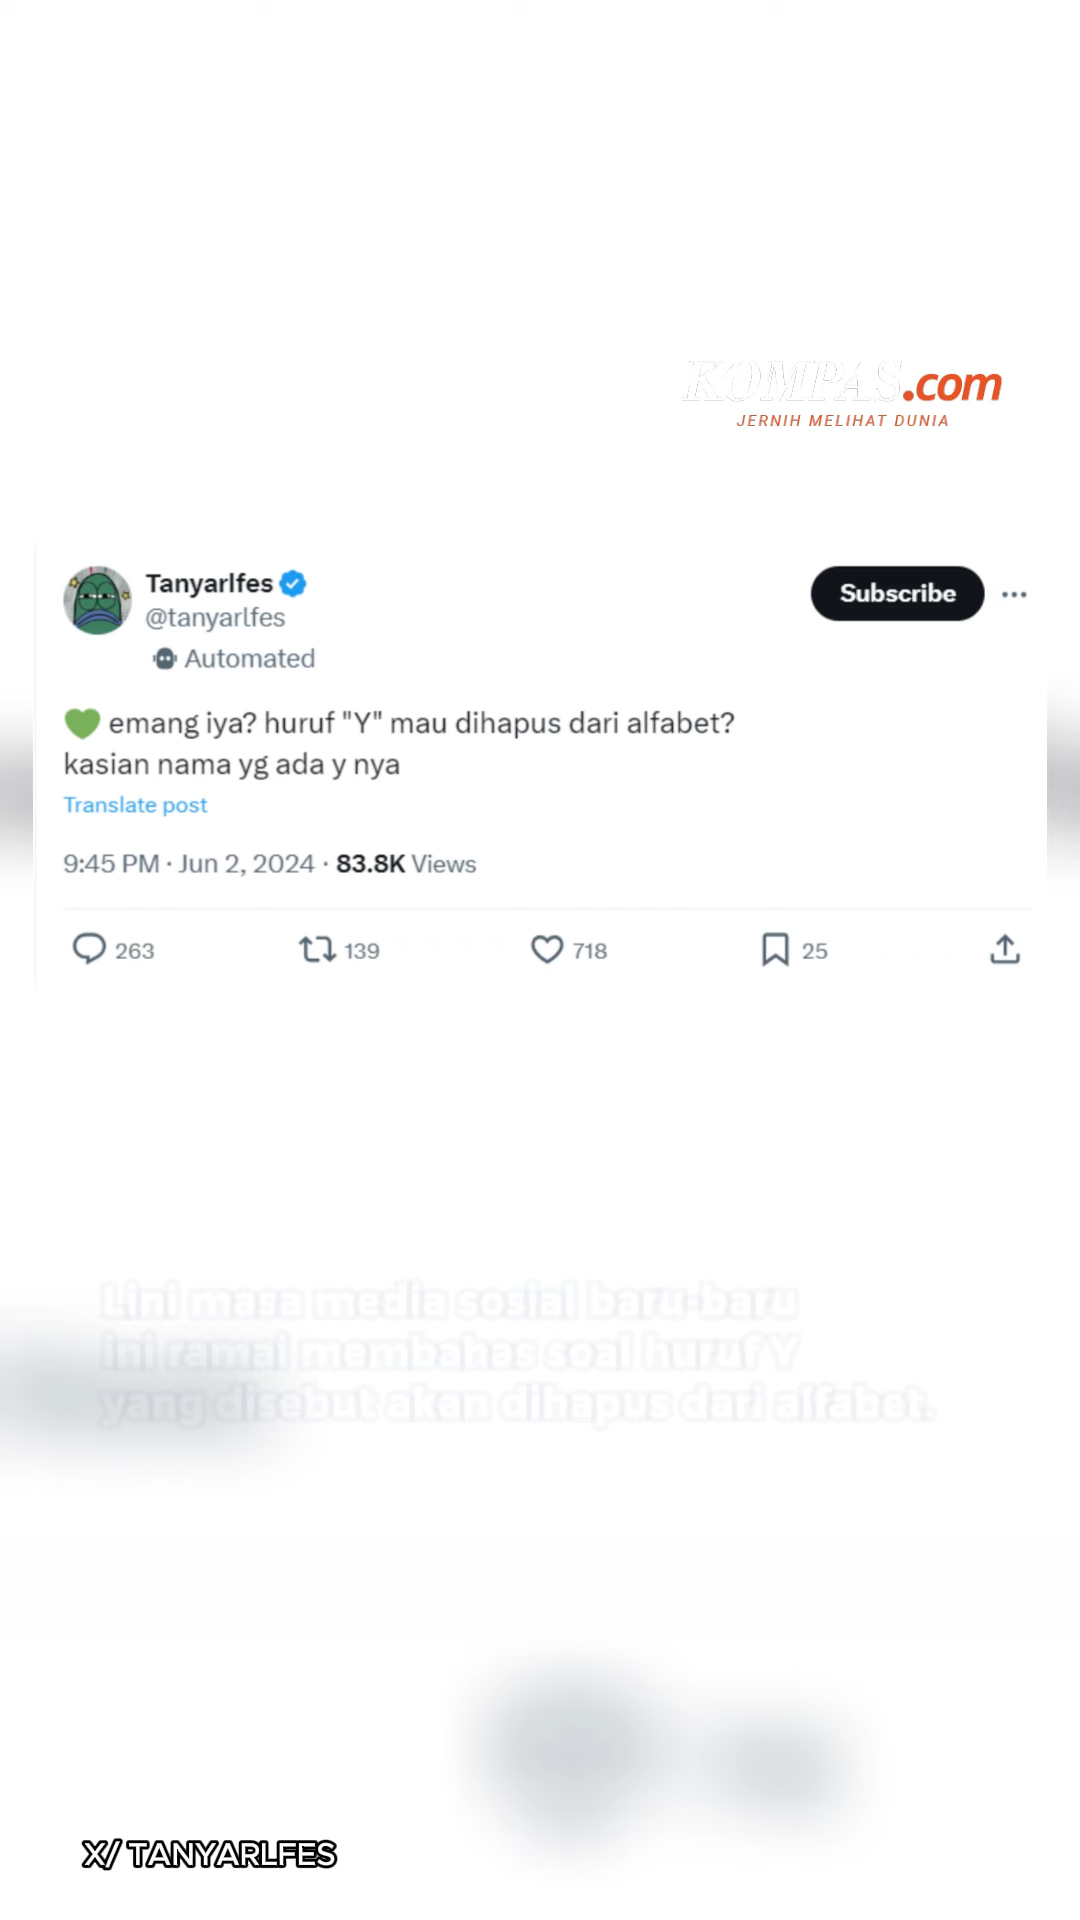 KOMPAS.com
JERNIH MELIHAT DUNIA
Tanyarlfes
Subscribe
@tanyarlfes
Automated
💚 emang iya? huruf "Y" mau dihapus dari alfabet?
kasian nama yg ada y nya
Translate post
9:45 PM · Jun 2, 2024 · 83.8K Views
263 139 718 25
Lini masa media sosial baru-baru
ini ramai membahas soal huruf Y
yang disebut akan dihapus dari alfabet.
X/ TANYARLFES